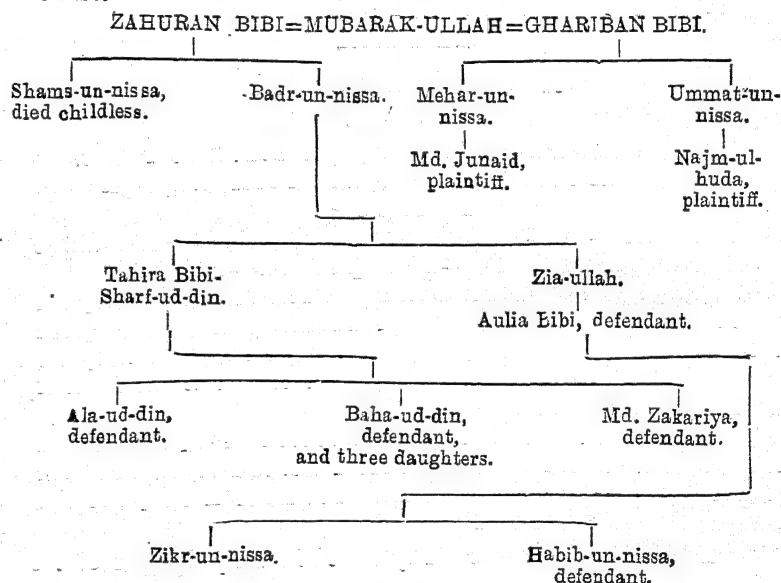 ZAHURAN BIBI=MUBARAK-ULLAH=GHARIBAN BIBI.
Shams-un-nissa,
died childless.
Badr-un-nissa.
Mehar-un-
nissa.
Ummat-un-
nissa.
Md. Junaid,
plaintiff.
Najm-ul-
huda,
plaintiff.
Tahira Bibi-
Sharf-ud-din.
Zia-ullah.
Aulia Bibi, defendant.
Ala-ud-din,
defendant.
Baha-ud-din,
defendant,
and three daughters.
Md. Zakariya,
defendant.
Zikr-un-nissa.
Habib-un-nissa,
defendant.